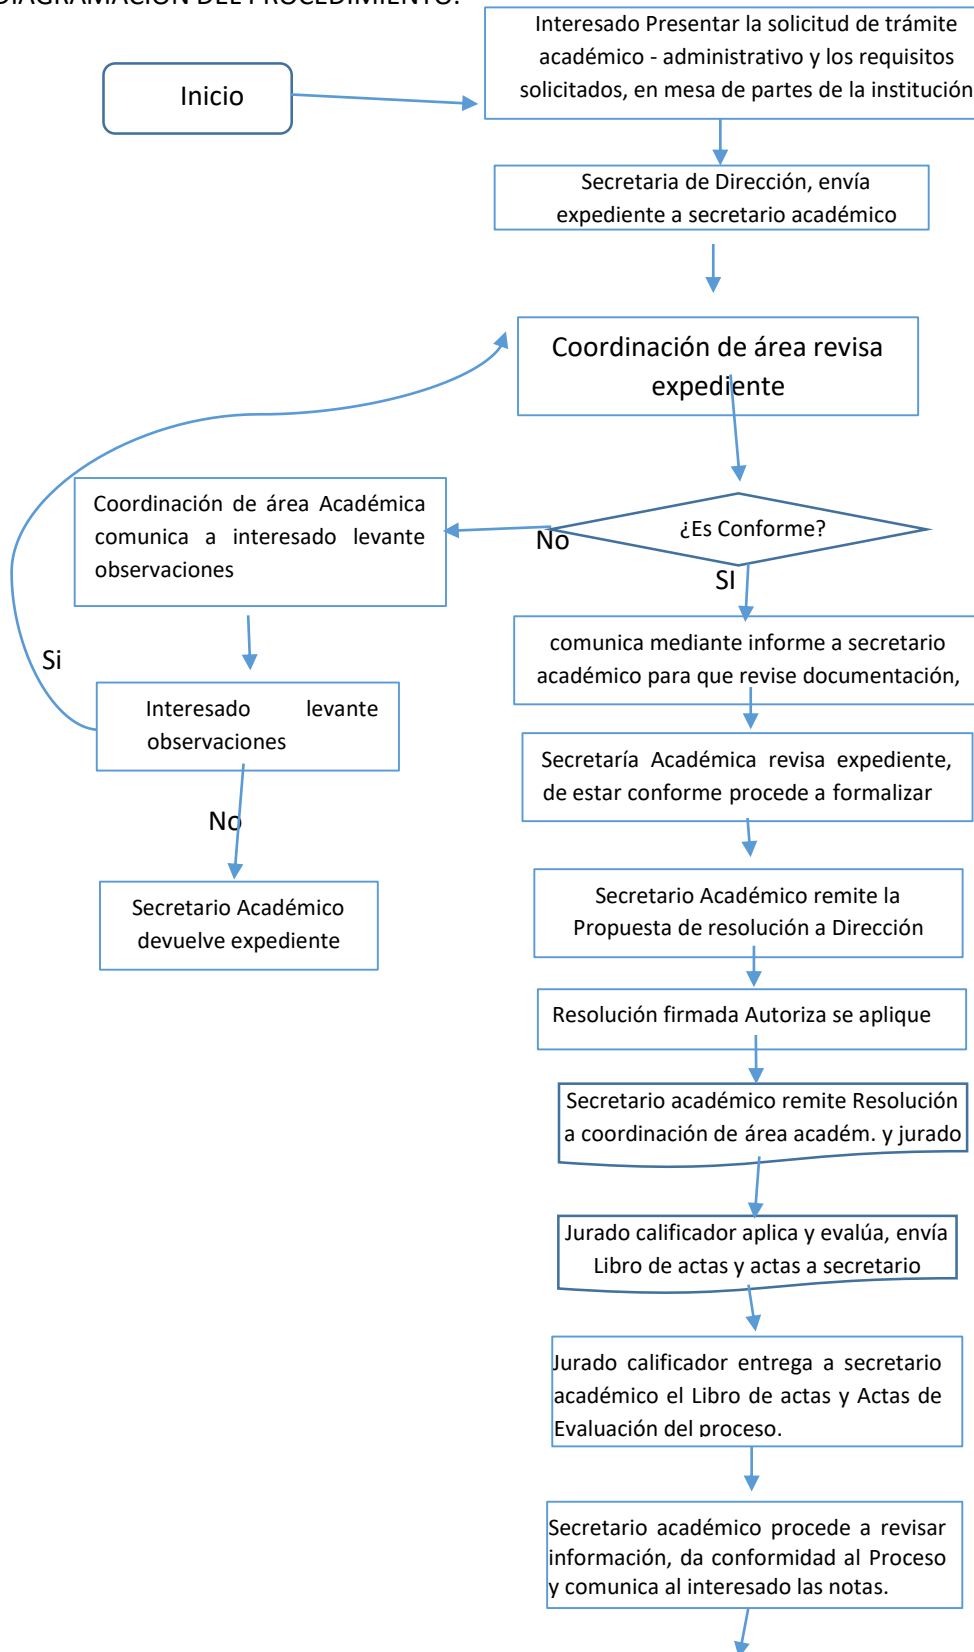 DIAGRAMACIÓN DEL PROCEDIMIENTO:
Inicio
Interesado Presentar la solicitud de trámite
académico - administrativo y los requisitos
solicitados, en mesa de partes de la institución
Secretaria de Dirección, envía
expediente a secretario académico
Coordinación de área revisa
expediente
¿Es Conforme?
No
SI
Coordinación de área Académica
comunica a interesado levante
observaciones
Si
Interesado levante
observaciones
No
Secretario Académico
devuelve expediente
comunica mediante informe a secretario
académico para que revise documentación,
Secretaría Académica revisa expediente,
de estar conforme procede a formalizar
Secretario Académico remite la
Propuesta de resolución a Dirección
Resolución firmada Autoriza se aplique
Secretario académico remite Resolución
a coordinación de área académ. y jurado
Jurado calificador aplica y evalúa, envía
Libro de actas y actas a secretario
Jurado calificador entrega a secretario
académico el Libro de actas y Actas de
Evaluación del proceso.
Secretario académico procede a revisar
información, da conformidad al Proceso
y comunica al interesado las notas.